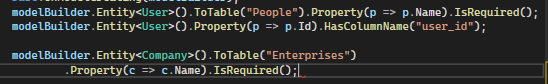 modelBuilder.Entity<User>().ToTable("People").Property(p => p.Name).IsRequired();
modelBuilder.Entity<User>().Property(p => p.Id).HasColumnName("user_id");
modelBuilder.Entity<Company>().ToTable("Enterprises")
.Property(c => c.Name).IsRequired();